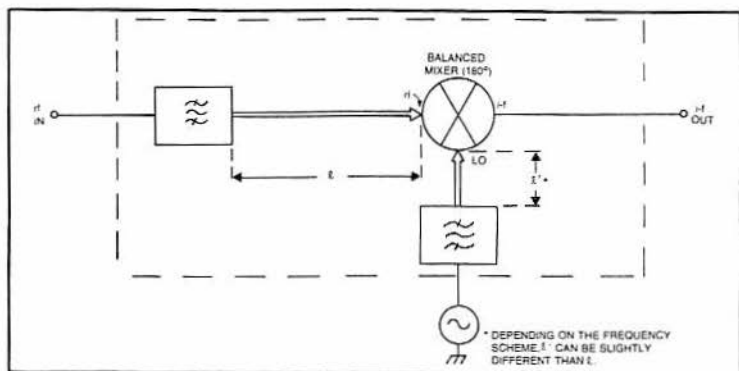 BALANCED
MIXER (180°)
rf
IN
rf
i-f
i-f
OUT
LO
ℓ
ℓ'*
* DEPENDING ON THE FREQUENCY
SCHEME, ℓ' CAN BE SLIGHTLY
DIFFERENT THAN ℓ.